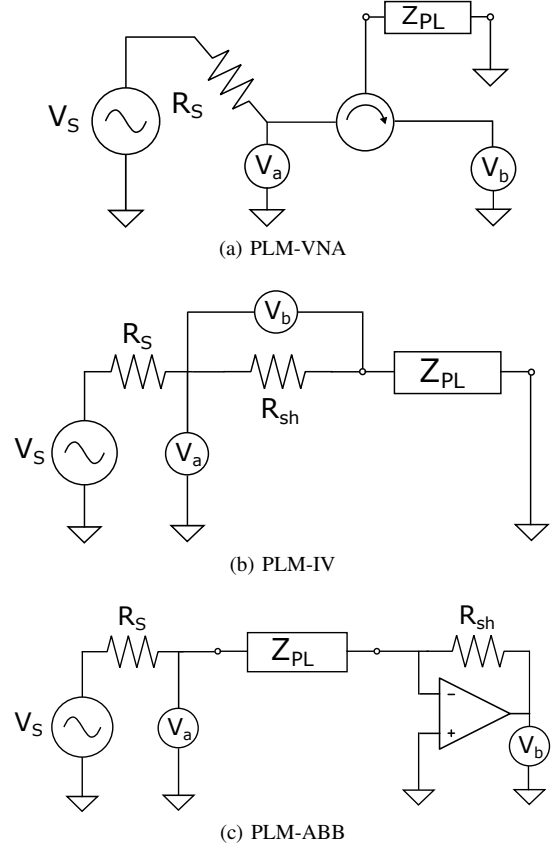 Z_PL
V_S
R_S
V_a
V_b
(a) PLM-VNA
V_b
R_S
R_sh
Z_PL
V_S
V_a
(b) PLM-IV
R_S
R_sh
Z_PL
V_S
V_a
-
+
V_b
(c) PLM-ABB